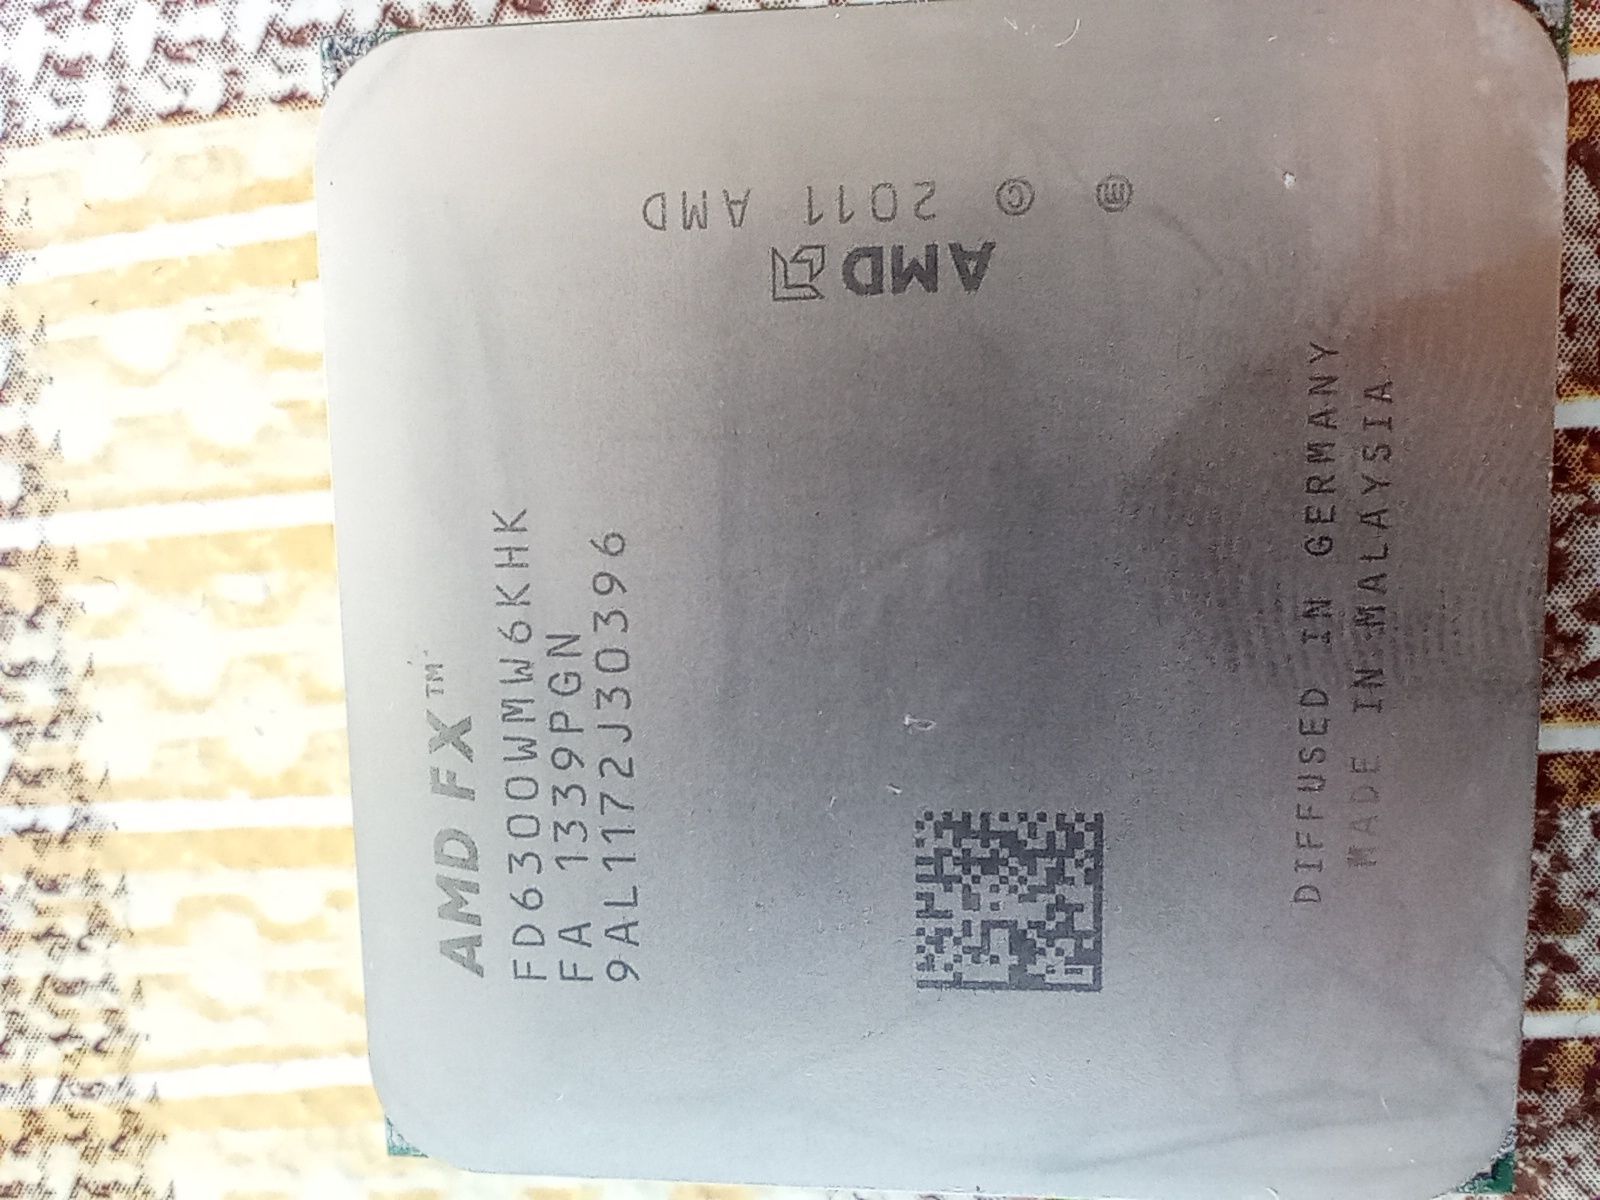 AMD FX™
FD6300WMW6KHK
FA 1339PGN
9AL1172J30396
DIFFUSED IN GERMANY
MADE IN MALAYSIA
AMD
ⓜ © 2011 AMD